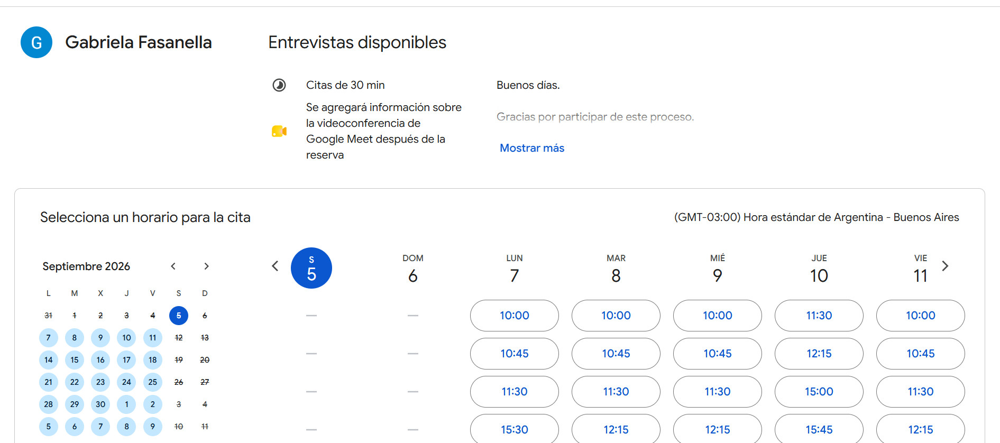 G
Gabriela Fasanella
Entrevistas disponibles
Citas de 30 min
Se agregará información sobre
la videoconferencia de
Google Meet después de la
reserva
Buenos días.
Gracias por participar de este proceso.
Mostrar más
Selecciona un horario para la cita
(GMT-03:00) Hora estándar de Argentina - Buenos Aires
Septiembre 2026
L M X J V S D
31 1 2 3 4 5 6
7 8 9 10 11 12 13
14 15 16 17 18 19 20
21 22 23 24 25 26 27
28 29 30 1 2 3 4
5 6 7 8 9 10 11
S DOM LUN MAR MIÉ JUE VIE
5 6 7 8 9 10 11
— — 10:00 10:00 10:00 11:30 10:00
— — 10:45 10:45 10:45 12:15 10:45
— — 11:30 11:30 11:30 15:00 11:30
— — 15:30 12:15 12:15 15:45 12:15